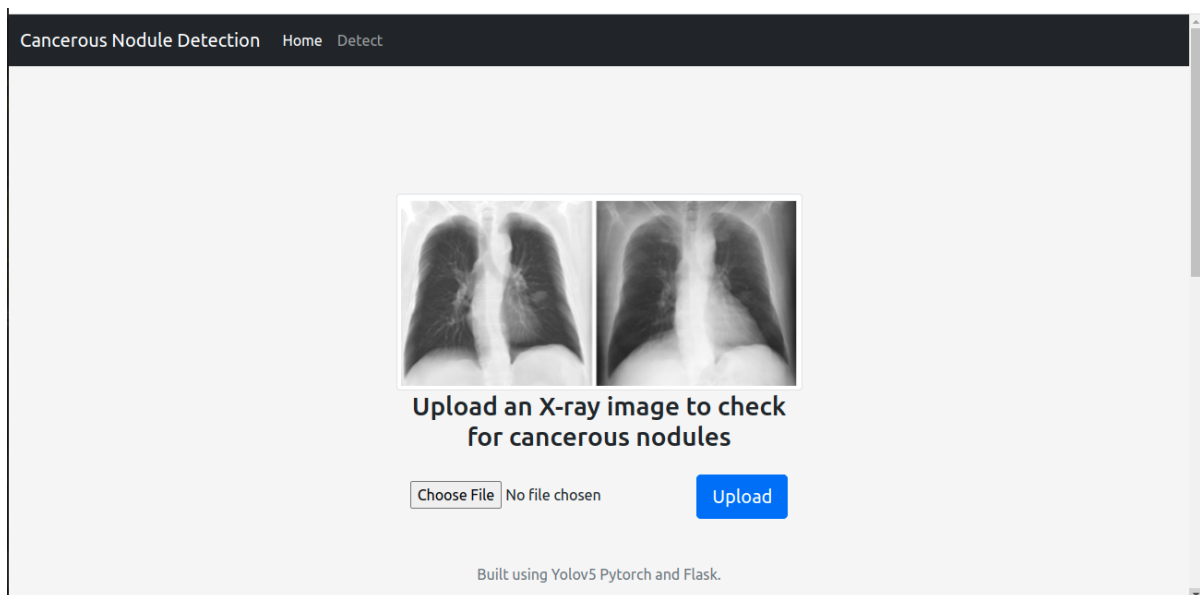 Cancerous Nodule Detection Home Detect
Upload an X-ray image to check
for cancerous nodules
Choose File No file chosen Upload
Built using Yolov5 Pytorch and Flask.